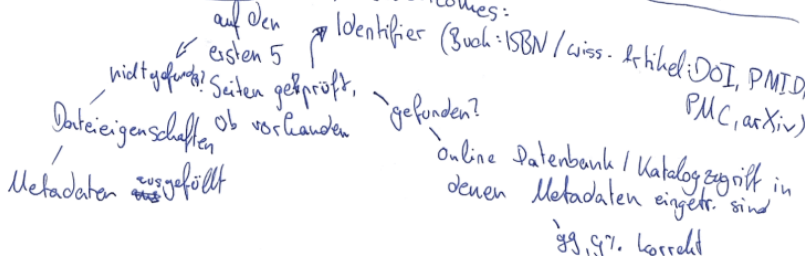 comes:
auf den
ersten 5
Seiten geprüft,
ob vorhanden
Identifier (Buch: ISBN / wiss. Artikel: DOI, PMID,
PMC, arXiv)
nicht gefunden?
Dateieigenschaften
Metadaten ausgefüllt
gefunden?
Online Datenbank / Katalogzugriff in
denen Metadaten eingetr. sind
99,9% korrekt